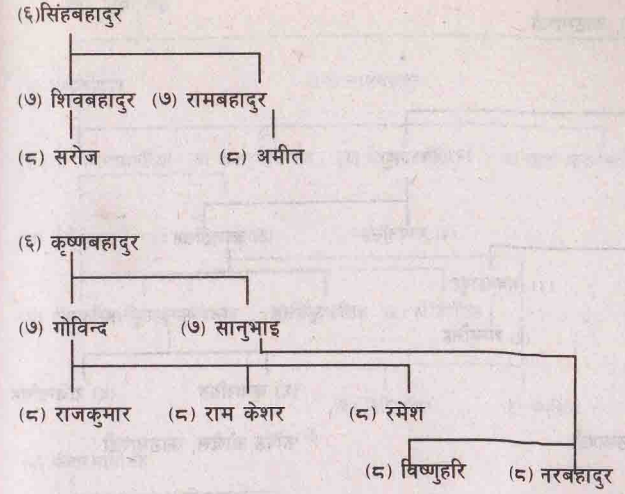 (६)सिंहबहादुर
(७) शिवबहादुर (७) रामबहादुर
(८) सरोज (८) अमीत
(६) कृष्णबहादुर
(७) गोविन्द (७) सानुभाइ
(८) राजकुमार (८) राम केशर (८) रमेश
(८) विष्णुहरि (८) नरबहादुर